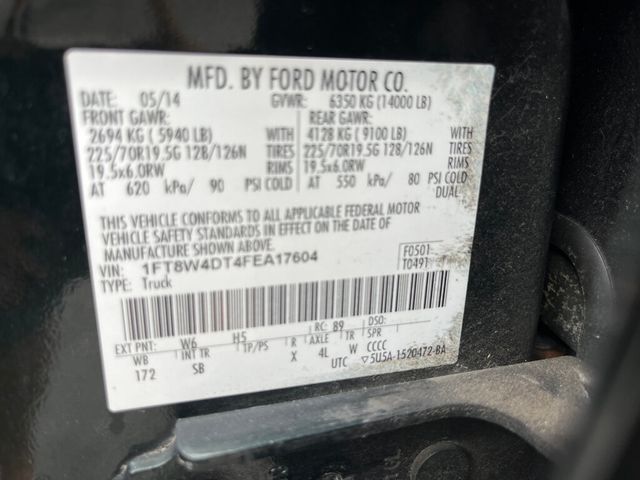 MFD. BY FORD MOTOR CO.
DATE: 05/14 GVWR: 6350 KG (14000 LB)
FRONT GAWR: REAR GAWR:
2694 KG ( 5940 LB) WITH 4128 KG ( 9100 LB) WITH
225/70R19.5G 128/126N TIRES 225/70R19.5G 128/126N TIRES
19.5x6.0RW RIMS 19.5x6.0RW RIMS
AT 620 kPa/ 90 PSI COLD AT 550 kPa/ 80 PSI COLD
DUAL
THIS VEHICLE CONFORMS TO ALL APPLICABLE FEDERAL MOTOR
VEHICLE SAFETY STANDARDS IN EFFECT ON THE DATE OF
MANUFACTURE SHOWN ABOVE.
VIN: 1FT8W4DT4FEA17604 F0501
TYPE: Truck T0491
EXT PNT: W6 H5 RC: 89 DSO:
WB INT TR TP/PS R AXLE TR
172 SB X 4L W CCCC
UTC ▽5U5A-1520472-BA